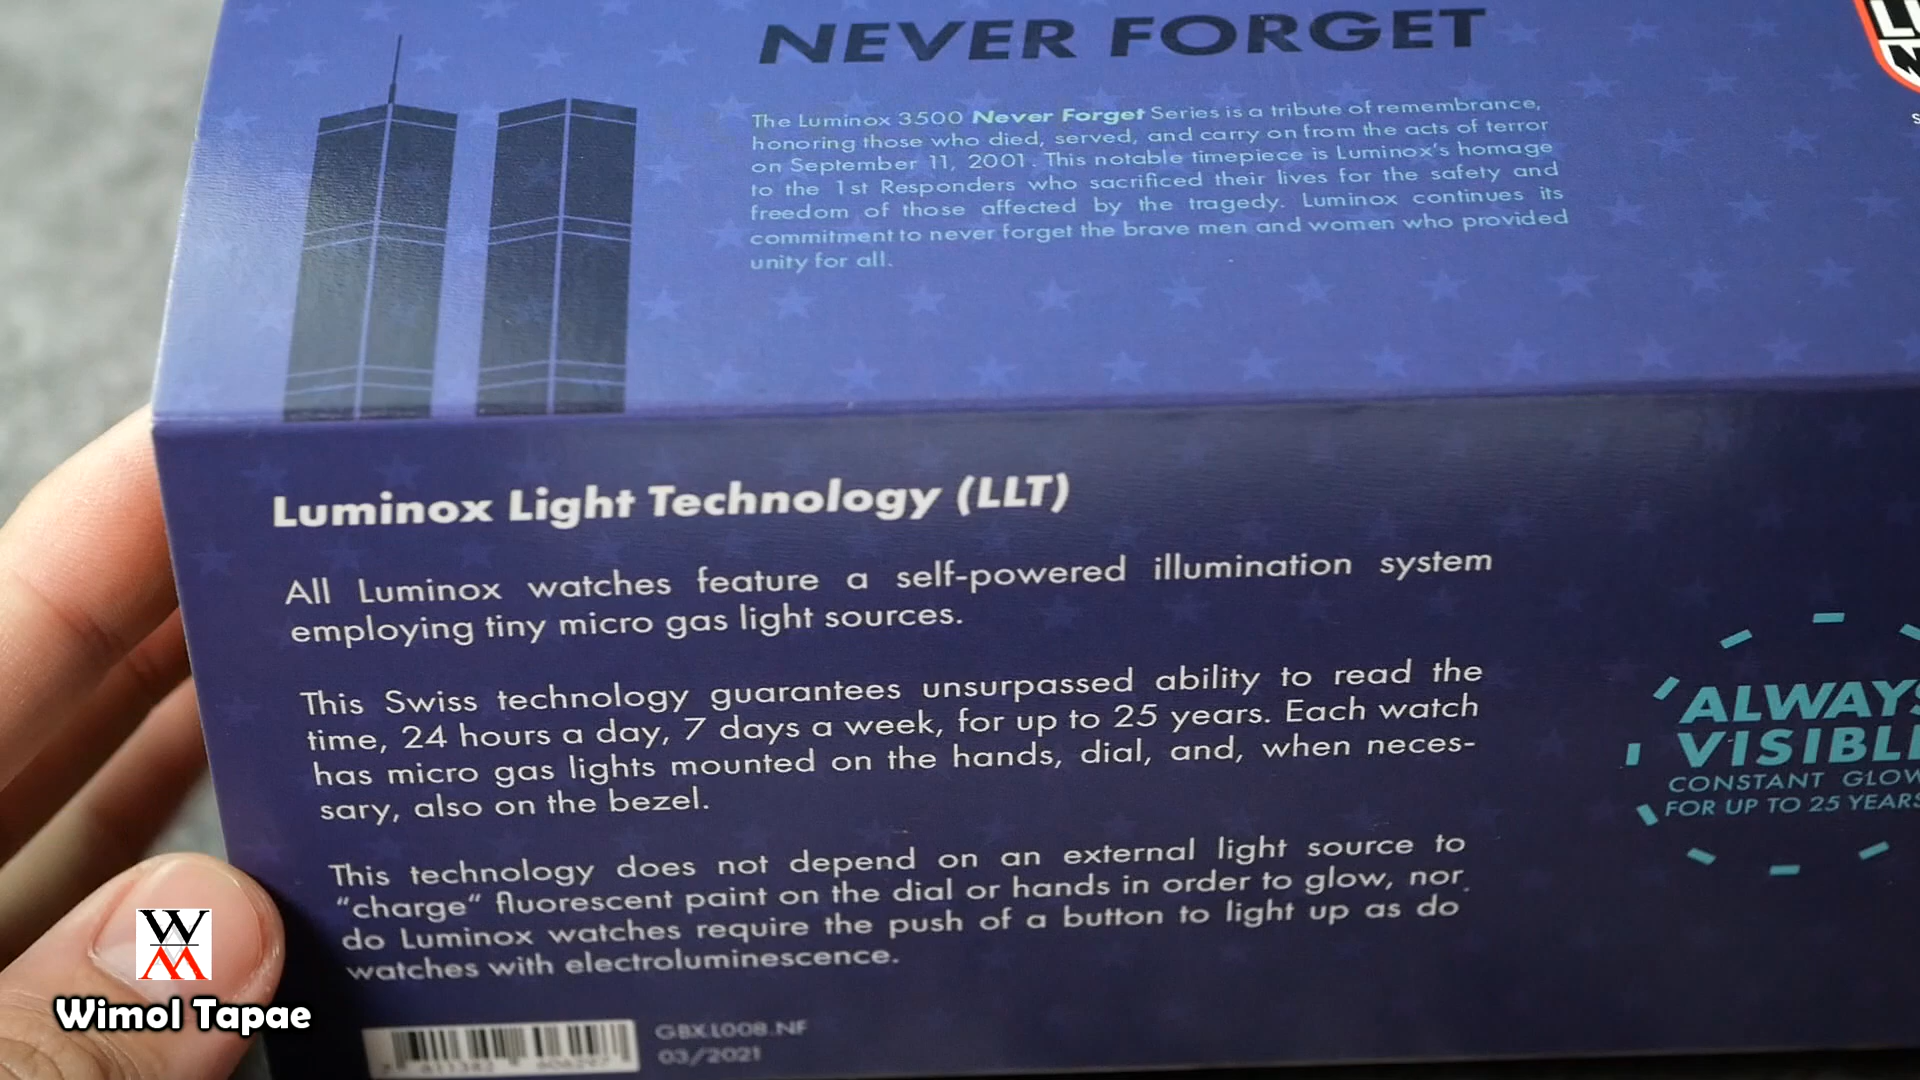 NEVER FORGET
The Luminox 3500 Never Forget Series is a tribute of remembrance,
honoring those who died, served, and carry on from the acts of terror
on September 11, 2001. This notable timepiece is Luminox's homage
to the 1st Responders who sacrificed their lives for the safety and
freedom of those affected by the tragedy. Luminox continues its
commitment to never forget the brave men and women who provided
unity for all.
Luminox Light Technology (LLT)
All Luminox watches feature a self-powered illumination system
employing tiny micro gas light sources.
This Swiss technology guarantees unsurpassed ability to read the
time, 24 hours a day, 7 days a week, for up to 25 years. Each watch
has micro gas lights mounted on the hands, dial, and, when neces-
sary, also on the bezel.
This technology does not depend on an external light source to
"charge" fluorescent paint on the dial or hands in order to glow, nor
do Luminox watches require the push of a button to light up as do
watches with electroluminescence.
ALWAYS
VISIBL
CONSTANT GLOW
FOR UP TO 25 YEARS
GBX.L008.NF
03/2021
Wimol Tapae